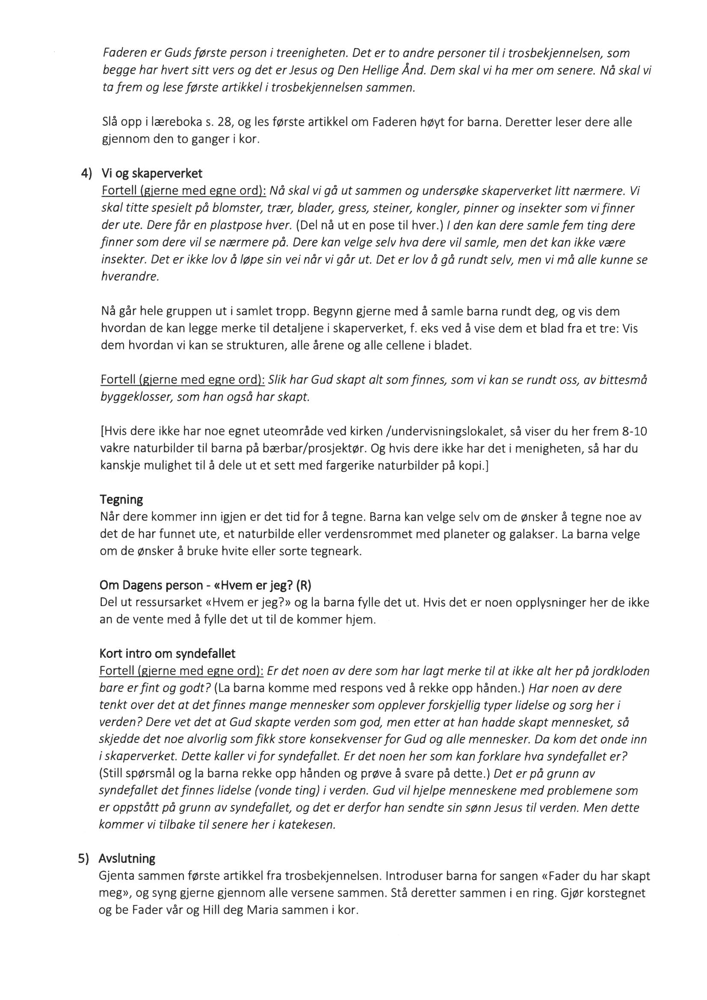 Faderen er Guds første person i treenigheten. Det er to andre personer til i trosbekjennelsen, som
begge har hvert sitt vers og det er Jesus og Den Hellige Ånd. Dem skal vi ha mer om senere. Nå skal vi
ta frem og lese første artikkel i trosbekjennelsen sammen.

Slå opp i læreboka s. 28, og les første artikkel om Faderen høyt for barna. Deretter leser dere alle
gjennom den to ganger i kor.

4) Vi og skaperverket
Fortell (gjerne med egne ord): Nå skal vi gå ut sammen og undersøke skaperverket litt nærmere. Vi
skal titte spesielt på blomster, trær, blader, gress, steiner, kongler, pinner og insekter som vi finner
der ute. Dere får en plastpose hver. (Del nå ut en pose til hver.) I den kan dere samle fem ting dere
finner som dere vil se nærmere på. Dere kan velge selv hva dere vil samle, men det kan ikke være
insekter. Det er ikke lov å løpe sin vei når vi går ut. Det er lov å gå rundt selv, men vi må alle kunne se
hverandre.

Nå går hele gruppen ut i samlet tropp. Begynn gjerne med å samle barna rundt deg, og vis dem
hvordan de kan legge merke til detaljene i skaperverket, f. eks ved å vise dem et blad fra et tre: Vis
dem hvordan vi kan se strukturen, alle årene og alle cellene i bladet.

Fortell (gjerne med egne ord): Slik har Gud skapt alt som finnes, som vi kan se rundt oss, av bittesmå
byggeklosser, som han også har skapt.

[Hvis dere ikke har noe egnet uteområde ved kirken /undervisningslokalet, så viser du her frem 8-10
vakre naturbilder til barna på bærbar/prosjektør. Og hvis dere ikke har det i menigheten, så har du
kanskje mulighet til å dele ut et sett med fargerike naturbilder på kopi.]

Tegning
Når dere kommer inn igjen er det tid for å tegne. Barna kan velge selv om de ønsker å tegne noe av
det de har funnet ute, et naturbilde eller verdensrommet med planeter og galakser. La barna velge
om de ønsker å bruke hvite eller sorte tegneark.

Om Dagens person - «Hvem er jeg? (R)
Del ut ressursarket «Hvem er jeg?» og la barna fylle det ut. Hvis det er noen opplysninger her de ikke
an de vente med å fylle det ut til de kommer hjem.

Kort intro om syndefallet
Fortell (gjerne med egne ord): Er det noen av dere som har lagt merke til at ikke alt her på jordkloden
bare er fint og godt? (La barna komme med respons ved å rekke opp hånden.) Har noen av dere
tenkt over det at det finnes mange mennesker som opplever forskjellig typer lidelse og sorg her i
verden? Dere vet det at Gud skapte verden som god, men etter at han hadde skapt mennesket, så
skjedde det noe alvorlig som fikk store konsekvenser for Gud og alle mennesker. Da kom det onde inn
i skaperverket. Dette kaller vi for syndefallet. Er det noen her som kan forklare hva syndefallet er?
(Still spørsmål og la barna rekke opp hånden og prøve å svare på dette.) Det er på grunn av
syndefallet det finnes lidelse (vonde ting) i verden. Gud vil hjelpe menneskene med problemene som
er oppstått på grunn av syndefallet, og det er derfor han sendte sin sønn Jesus til verden. Men dette
kommer vi tilbake til senere her i katekesen.

5) Avslutning
Gjenta sammen første artikkel fra trosbekjennelsen. Introduser barna for sangen «Fader du har skapt
meg», og syng gjerne gjennom alle versene sammen. Stå deretter sammen i en ring. Gjør korstegnet
og be Fader vår og Hill deg Maria sammen i kor.